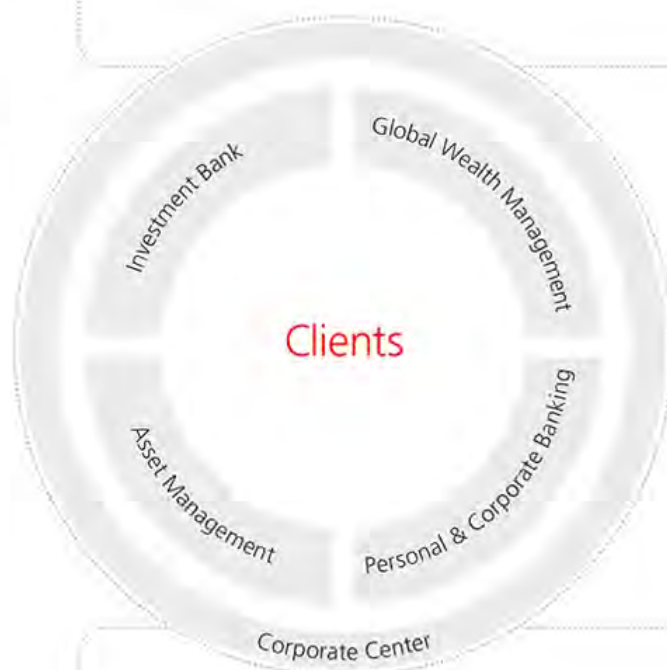 Investment Bank
Global Wealth Management
Clients
Asset Management
Personal & Corporate Banking
Corporate Center